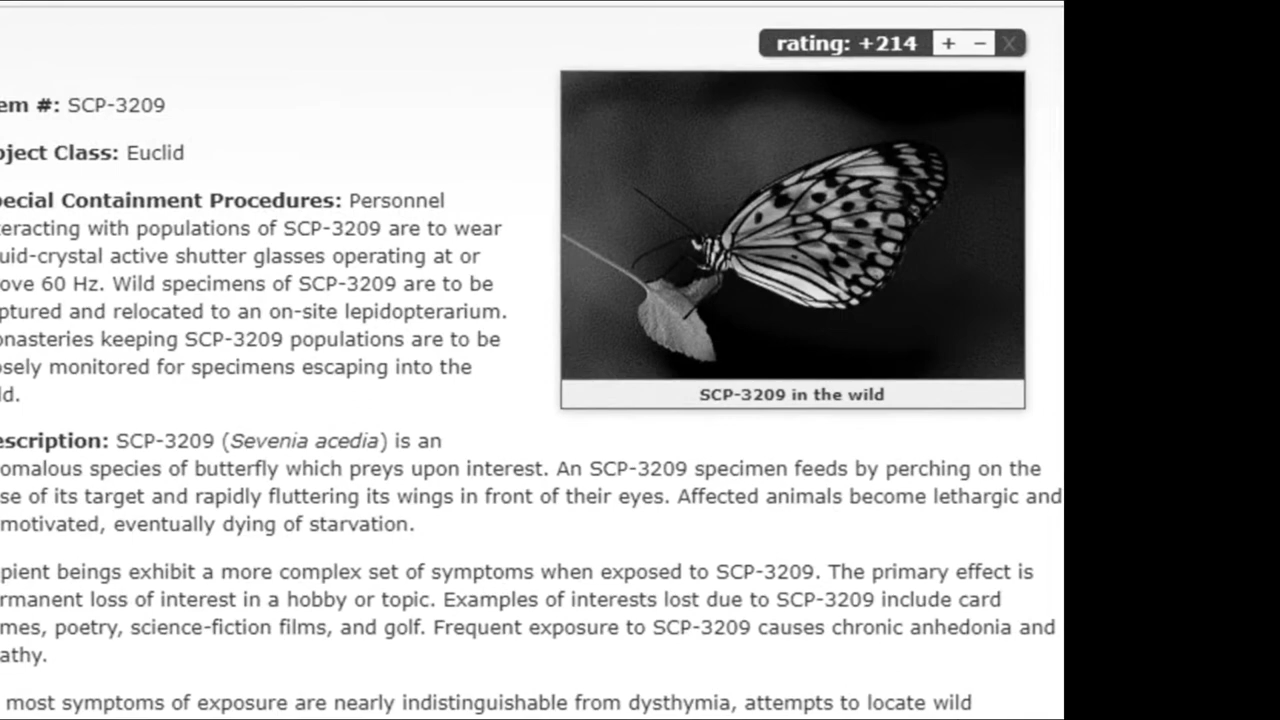 rating: +214 + − X
em #: SCP-3209
ject Class: Euclid
ecial Containment Procedures: Personnel
eracting with populations of SCP-3209 are to wear
uid-crystal active shutter glasses operating at or
ove 60 Hz. Wild specimens of SCP-3209 are to be
ptured and relocated to an on-site lepidopterarium.
onasteries keeping SCP-3209 populations are to be
osely monitored for specimens escaping into the
ld.
SCP-3209 in the wild
escription: SCP-3209 (Sevenia acedia) is an
omalous species of butterfly which preys upon interest. An SCP-3209 specimen feeds by perching on the
se of its target and rapidly fluttering its wings in front of their eyes. Affected animals become lethargic and
motivated, eventually dying of starvation.
pient beings exhibit a more complex set of symptoms when exposed to SCP-3209. The primary effect is
rmanent loss of interest in a hobby or topic. Examples of interests lost due to SCP-3209 include card
mes, poetry, science-fiction films, and golf. Frequent exposure to SCP-3209 causes chronic anhedonia and
athy.
most symptoms of exposure are nearly indistinguishable from dysthymia, attempts to locate wild